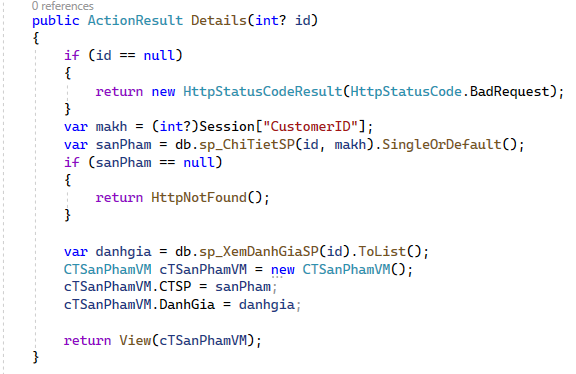 0 references
public ActionResult Details(int? id)
{
    if (id == null)
    {
        return new HttpStatusCodeResult(HttpStatusCode.BadRequest);
    }
    var makh = (int?)Session["CustomerID"];
    var sanPham = db.sp_ChiTietSP(id, makh).SingleOrDefault();
    if (sanPham == null)
    {
        return HttpNotFound();
    }

    var danhgia = db.sp_XemDanhGiaSP(id).ToList();
    CTSanPhamVM cTSanPhamVM = new CTSanPhamVM();
    cTSanPhamVM.CTSP = sanPham;
    cTSanPhamVM.DanhGia = danhgia;

    return View(cTSanPhamVM);
}